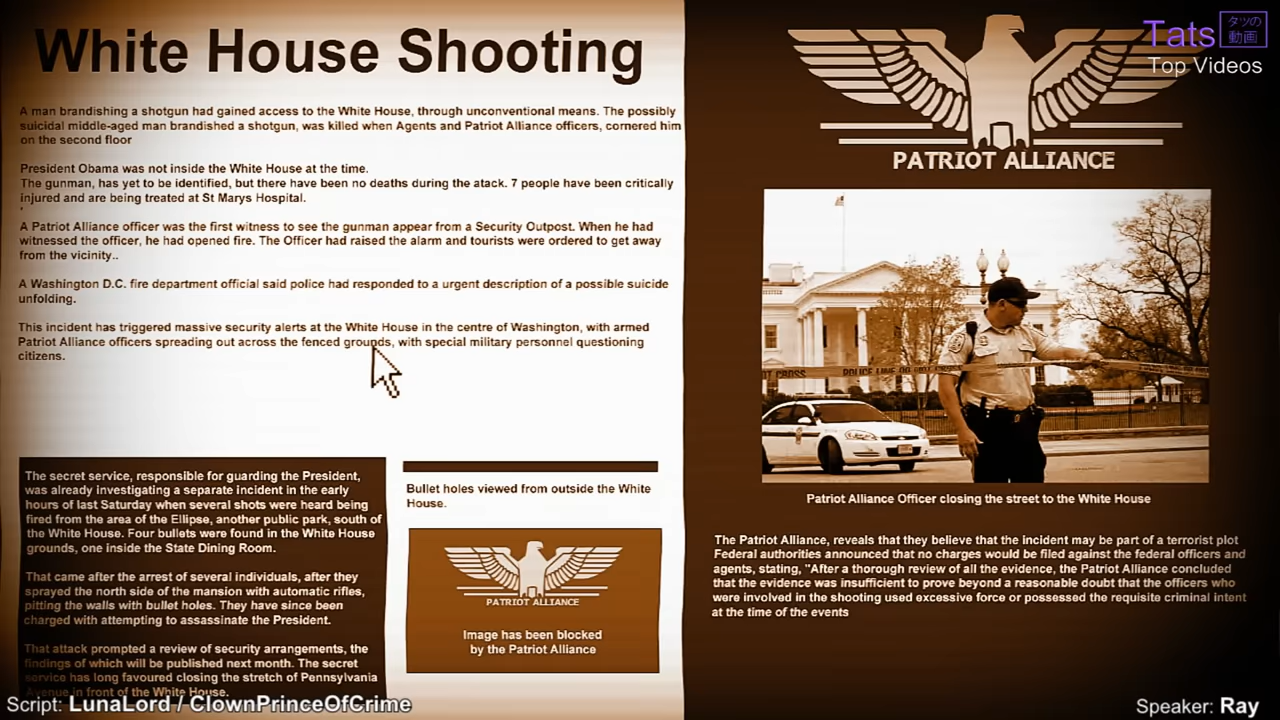 White House Shooting
A man brandishing a shotgun had gained access to the White House, through unconventional means. The possibly
suicidal middle-aged man brandished a shotgun, was killed when Agents and Patriot Alliance officers, cornered him
on the second floor
President Obama was not inside the White House at the time.
The gunman, has yet to be identified, but there have been no deaths during the atack. 7 people have been critically
injured and are being treated at St Marys Hospital.
A Patriot Alliance officer was the first witness to see the gunman appear from a Security Outpost. When he had
witnessed the officer, he had opened fire. The Officer had raised the alarm and tourists were ordered to get away
from the vicinity..
A Washington D.C. fire department official said police had responded to a urgent description of a possible suicide
unfolding.
This incident has triggered massive security alerts at the White House in the centre of Washington, with armed
Patriot Alliance officers spreading out across the fenced grounds, with special military personnel questioning
citizens.
The secret service, responsible for guarding the President,
was already investigating a separate incident in the early
hours of last Saturday when several shots were heard being
fired from the area of the Ellipse, another public park, south of
the White House. Four bullets were found in the White House
grounds, one inside the State Dining Room.
That came after the arrest of several individuals, after they
sprayed the north side of the mansion with automatic rifles,
pitting the walls with bullet holes. They have since been
charged with attempting to assassinate the President.
That attack prompted a review of security arrangements, the
findings of which will be published next month. The secret
service has long favoured closing the stretch of Pennsylvania
Avenue in front of the White House.
Bullet holes viewed from outside the White
House.
PATRIOT ALLIANCE
Image has been blocked
by the Patriot Alliance
PATRIOT ALLIANCE
OT CROSS POLICE LINE DO NOT CROSS
Patriot Alliance Officer closing the street to the White House
The Patriot Alliance, reveals that they believe that the incident may be part of a terrorist plot
Federal authorities announced that no charges would be filed against the federal officers and
agents, stating, "After a thorough review of all the evidence, the Patriot Alliance concluded
that the evidence was insufficient to prove beyond a reasonable doubt that the officers who
were involved in the shooting used excessive force or possessed the requisite criminal intent
at the time of the events
Tats タツの動画
Top Videos
Script: LunaLord / ClownPrinceOfCrime
Speaker: Ray